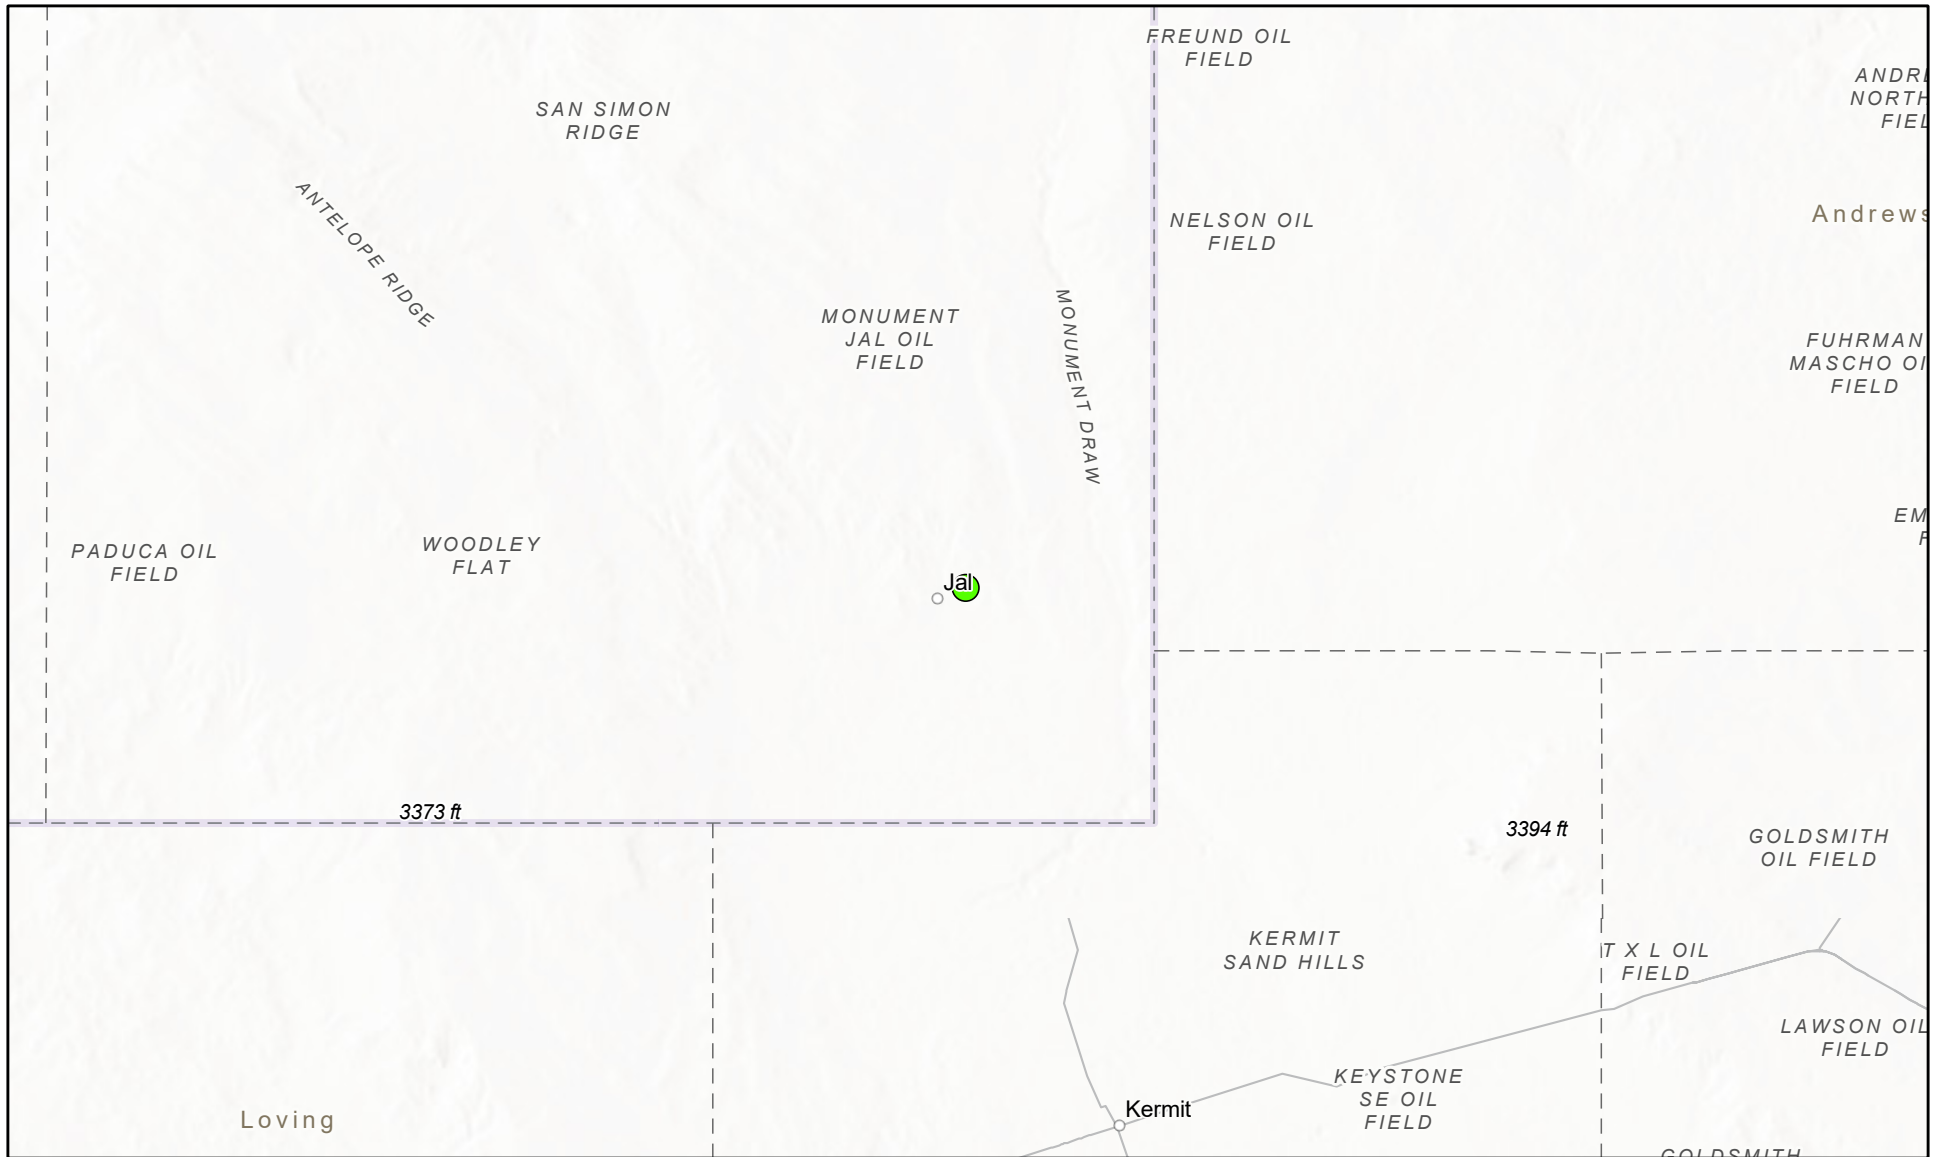 FREUND OIL
FIELD
ANDRE
NORTH
FIEL
SAN SIMON
RIDGE
ANTELOPE RIDGE
NELSON OIL
FIELD
Andrews
MONUMENT
JAL OIL
FIELD
MONUMENT DRAW
FUHRMAN
MASCHO OI
FIELD
EM
F
PADUCA OIL
FIELD
WOODLEY
FLAT
Jal
3373 ft
3394 ft
GOLDSMITH
OIL FIELD
KERMIT
SAND HILLS
T X L OIL
FIELD
LAWSON OIL
FIELD
KEYSTONE
SE OIL
FIELD
Kermit
Loving
GOLDSMITH